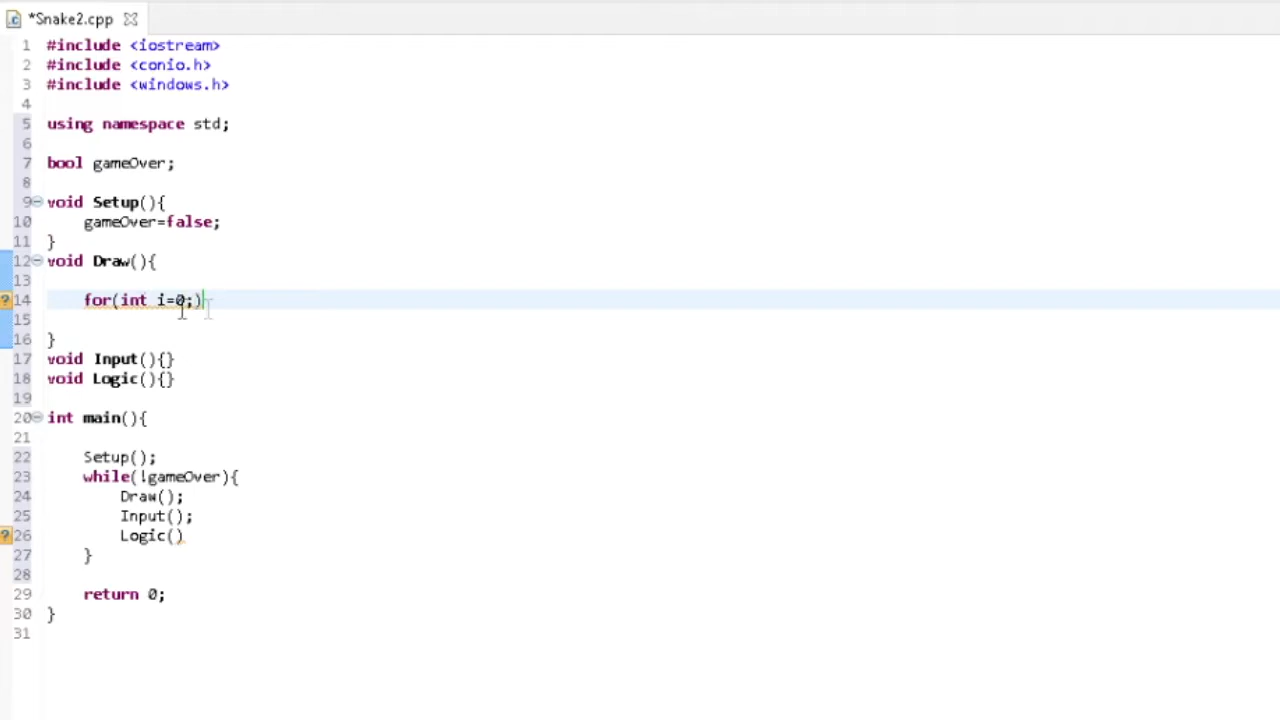 *Snake2.cpp
1 #include <iostream>
2 #include <conio.h>
3 #include <windows.h>
4
5 using namespace std;
6
7 bool gameOver;
8
9 void Setup(){
10     gameOver=false;
11 }
12 void Draw(){
13
14     for(int i=0;)
15
16 }
17 void Input(){}
18 void Logic(){}
19
20 int main(){
21
22     Setup();
23     while(!gameOver){
24         Draw();
25         Input();
26         Logic()
27     }
28
29     return 0;
30 }
31